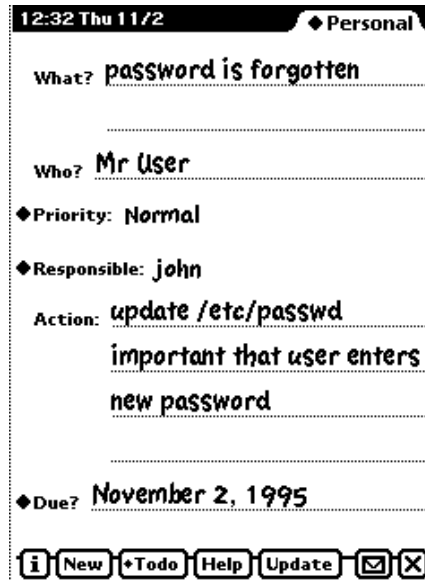 12:32 Thu 11/2 ◆Personal
What? password is forgotten
Who? Mr User
◆Priority: Normal
◆Responsible: john
Action: update /etc/passwd
important that user enters
new password
◆Due? November 2, 1995
i New ◆Todo Help Update X